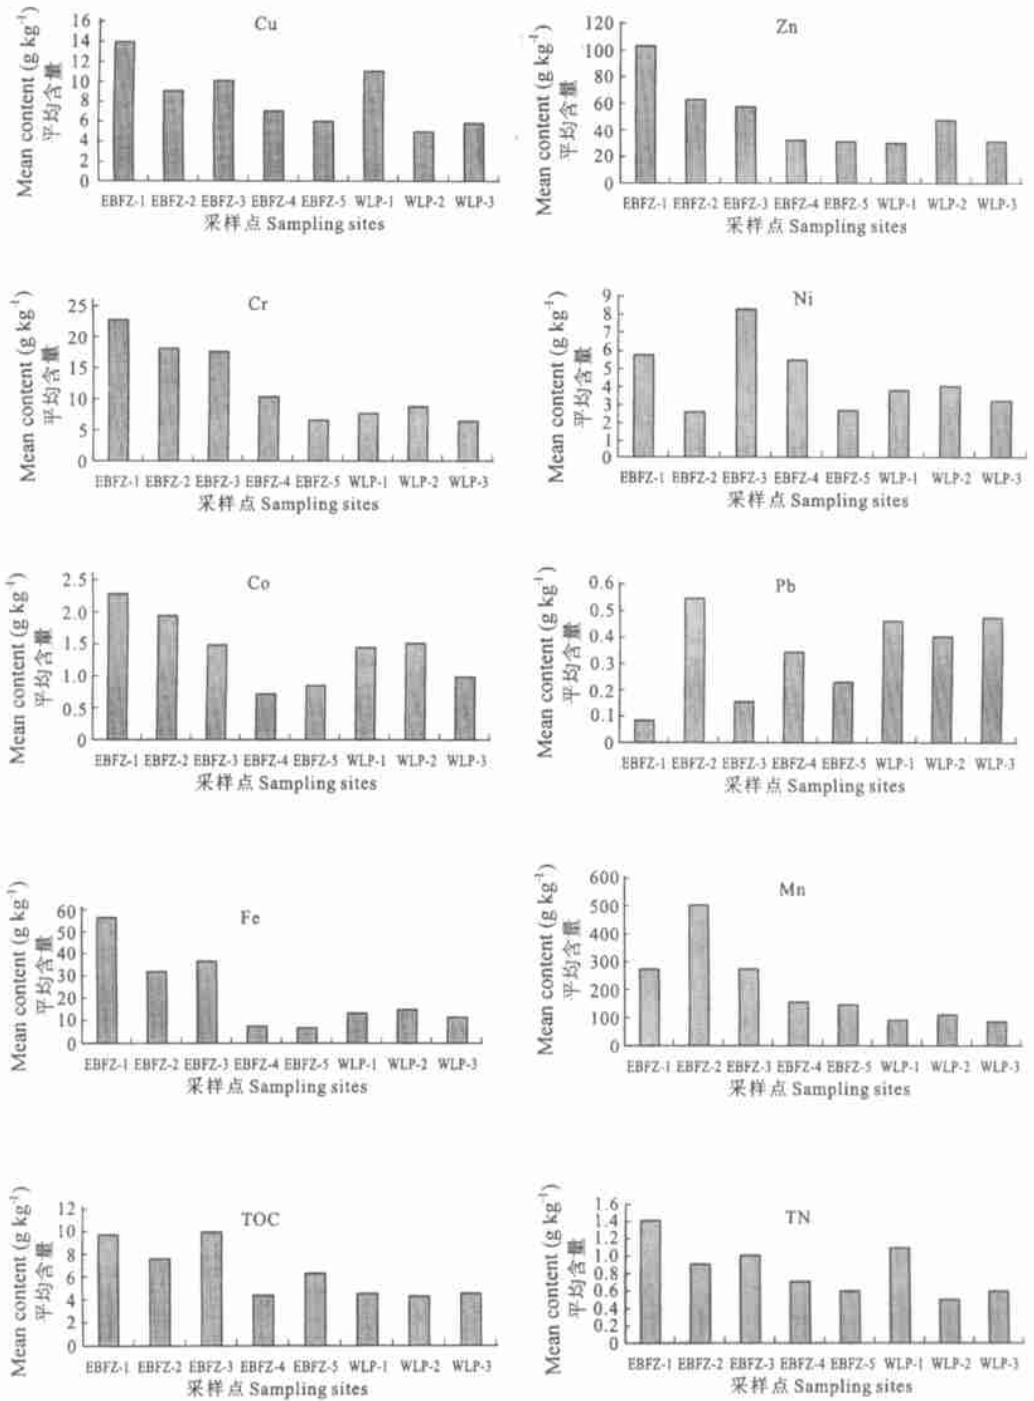 Cu
Mean content (g kg⁻¹)
平均含量
16
14
12
10
8
6
4
2
0
EBFZ-1 EBFZ-2 EBFZ-3 EBFZ-4 EBFZ-5 WLP-1 WLP-2 WLP-3
采样点 Sampling sites
Zn
Mean content (g kg⁻¹)
平均含量
120
100
80
60
40
20
0
EBFZ-1 EBFZ-2 EBFZ-3 EBFZ-4 EBFZ-5 WLP-1 WLP-2 WLP-3
采样点 Sampling sites
Cr
Mean content (g kg⁻¹)
平均含量
25
20
15
10
5
0
EBFZ-1 EBFZ-2 EBFZ-3 EBFZ-4 EBFZ-5 WLP-1 WLP-2 WLP-3
采样点 Sampling sites
Ni
Mean content (g kg⁻¹)
平均含量
9
8
7
6
5
4
3
2
1
0
EBFZ-1 EBFZ-2 EBFZ-3 EBFZ-4 EBFZ-5 WLP-1 WLP-2 WLP-3
采样点 Sampling sites
Co
Mean content (g kg⁻¹)
平均含量
2.5
2.0
1.5
1.0
0.5
0
EBFZ-1 EBFZ-2 EBFZ-3 EBFZ-4 EBFZ-5 WLP-1 WLP-2 WLP-3
采样点 Sampling sites
Pb
Mean content (g kg⁻¹)
平均含量
0.6
0.5
0.4
0.3
0.2
0.1
0
EBFZ-1 EBFZ-2 EBFZ-3 EBFZ-4 EBFZ-5 WLP-1 WLP-2 WLP-3
采样点 Sampling sites
Fe
Mean content (g kg⁻¹)
平均含量
60
50
40
30
20
10
0
EBFZ-1 EBFZ-2 EBFZ-3 EBFZ-4 EBFZ-5 WLP-1 WLP-2 WLP-3
采样点 Sampling sites
Mn
Mean content (g kg⁻¹)
平均含量
600
500
400
300
200
100
0
EBFZ-1 EBFZ-2 EBFZ-3 EBFZ-4 EBFZ-5 WLP-1 WLP-2 WLP-3
采样点 Sampling sites
TOC
Mean content (g kg⁻¹)
平均含量
12
10
8
6
4
2
0
EBFZ-1 EBFZ-2 EBFZ-3 EBFZ-4 EBFZ-5 WLP-1 WLP-2 WLP-3
采样点 Sampling sites
TN
Mean content (g kg⁻¹)
平均含量
1.6
1.4
1.2
1.0
0.8
0.6
0.4
0.2
0
EBFZ-1 EBFZ-2 EBFZ-3 EBFZ-4 EBFZ-5 WLP-1 WLP-2 WLP-3
采样点 Sampling sites